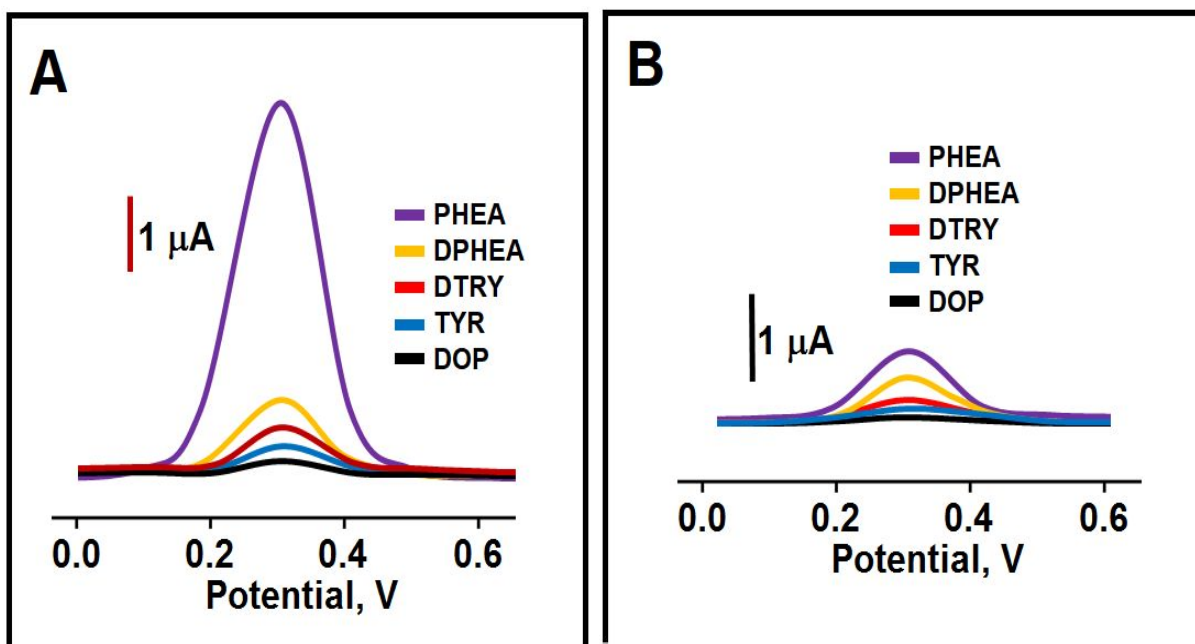 A
1 μA
PHEA
DPHEA
DTRY
TYR
DOP
0.0 0.2 0.4 0.6
Potential, V
B
PHEA
DPHEA
DTRY
TYR
DOP
1 μA
0.0 0.2 0.4 0.6
Potential, V